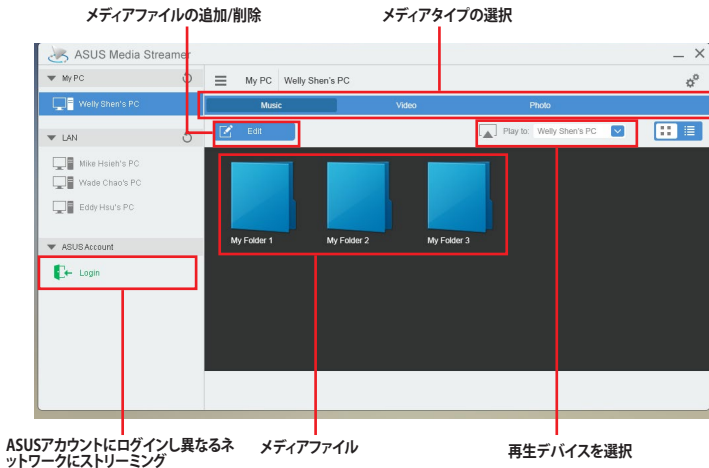 メディアファイルの追加/削除
メディアタイプの選択
ASUS Media Streamer
My PC
My PC Welly Shen's PC
Welly Shen's PC
Music Video Photo
Edit
Play to: Welly Shen's PC
LAN
Mike Hsieh's PC
Wade Chao's PC
Eddy Hsu's PC
My Folder 1 My Folder 2 My Folder 3
ASUS Account
Login
ASUSアカウントにログインし異なるネ
ットワークにストリーミング
メディアファイル
再生デバイスを選択